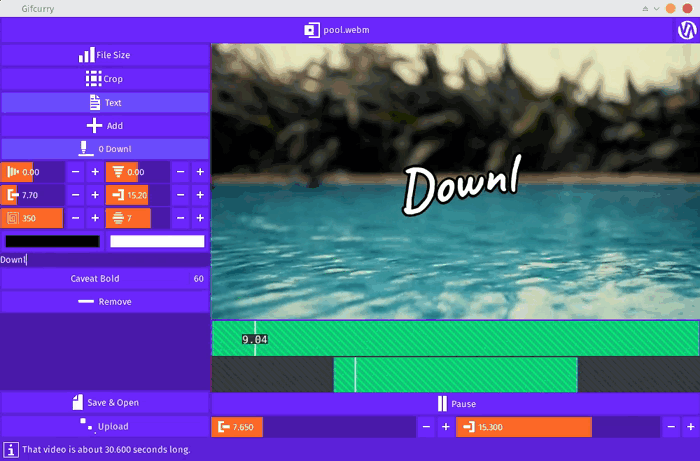 Gifcurry
pool.webm
File Size
Crop
Text
Add
0 Downl
0.00 − + 0.00 − +
7.70 − + 15.20 − +
350 − + 7 − +
Downl
Caveat Bold 60
Remove
Downl
9.04
Save & Open
Pause
Upload
7.650 − + 15.300 − +
That video is about 30.600 seconds long.